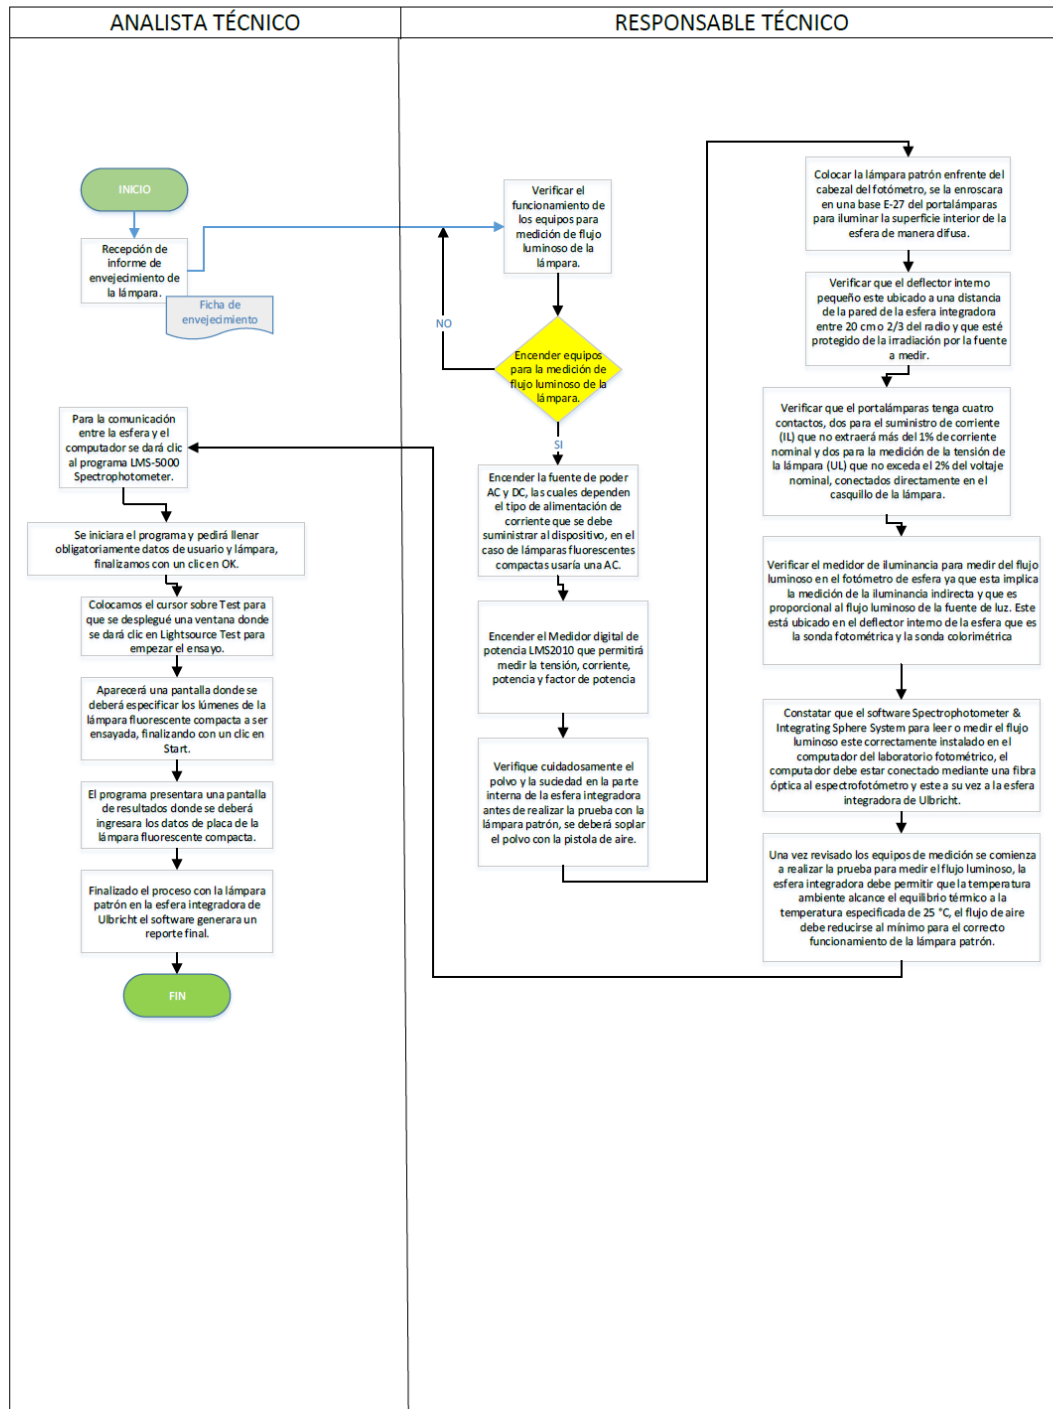 ANALISTA TÉCNICO
RESPONSABLE TÉCNICO
INICIO
Recepción de
informe de
envejecimiento de
la lámpara.
Ficha de
envejecimiento
Verificar el
funcionamiento de
los equipos para
medición de flujo
luminoso de la
lámpara.
NO
Encender equipos
para la medición de
flujo luminoso de la
lámpara.
SI
Encender la fuente de poder
AC y DC, las cuales dependen
el tipo de alimentación de
corriente que se debe
suministrar al dispositivo, en el
caso de lámparas fluorescentes
compactas usaría una AC.
Encender el Medidor digital de
potencia LMS2010 que permitirá
medir la tensión, corriente,
potencia y factor de potencia
Verifique cuidadosamente el
polvo y la suciedad en la parte
interna de la esfera integradora
antes de realizar la prueba con la
lámpara patrón, se deberá soplar
el polvo con la pistola de aire.
Colocar la lámpara patrón enfrente del
cabezal del fotómetro, se la enroscara
en una base E-27 del portalámparas
para iluminar la superficie interior de la
esfera de manera difusa.
Verificar que el deflector interno
pequeño este ubicado a una distancia
de la pared de la esfera integradora
entre 20 cm o 2/3 del radio y que esté
protegido de la irradiación por la fuente
a medir.
Verificar que el portalámparas tenga cuatro
contactos, dos para el suministro de corriente
(IL) que no extraerá más del 1% de corriente
nominal y dos para la medición de la tensión de
la lámpara (UL) que no exceda el 2% del voltaje
nominal, conectados directamente en el
casquillo de la lámpara.
Verificar el medidor de iluminancia para medir del flujo
luminoso en el fotómetro de esfera ya que esta implica
la medición de la iluminancia indirecta y que es
proporcional al flujo luminoso de la fuente de luz. Este
está ubicado en el deflector interno de la esfera que es
la sonda fotométrica y la sonda colorimétrica
Constatar que el software Spectrophotometer &
Integrating Sphere System para leer o medir el flujo
luminoso este correctamente instalado en el
computador del laboratorio fotométrico, el
computador debe estar conectado mediante una fibra
óptica al espectrofotómetro y este a su vez a la esfera
integradora de Ulbricht.
Una vez revisado los equipos de medición se comienza
a realizar la prueba para medir el flujo luminoso, la
esfera integradora debe permitir que la temperatura
ambiente alcance el equilibrio térmico a la
temperatura especificada de 25 °C, el flujo de aire
debe reducirse al mínimo para el correcto
funcionamiento de la lámpara patrón.
Para la comunicación
entre la esfera y el
computador se dará clic
al programa LMS-5000
Spectrophotometer.
Se iniciara el programa y pedirá llenar
obligatoriamente datos de usuario y lámpara,
finalizamos con un clic en OK.
Colocamos el cursor sobre Test para
que se desplegué una ventana donde
se dará clic en Lightsource Test para
empezar el ensayo.
Aparecerá una pantalla donde se
deberá especificar los lúmenes de la
lámpara fluorescente compacta a ser
ensayada, finalizando con un clic en
Start.
El programa presentara una pantalla
de resultados donde se deberá
ingresara los datos de placa de la
lámpara fluorescente compacta.
Finalizado el proceso con la lámpara
patrón en la esfera integradora de
Ulbricht el software generara un
reporte final.
FIN